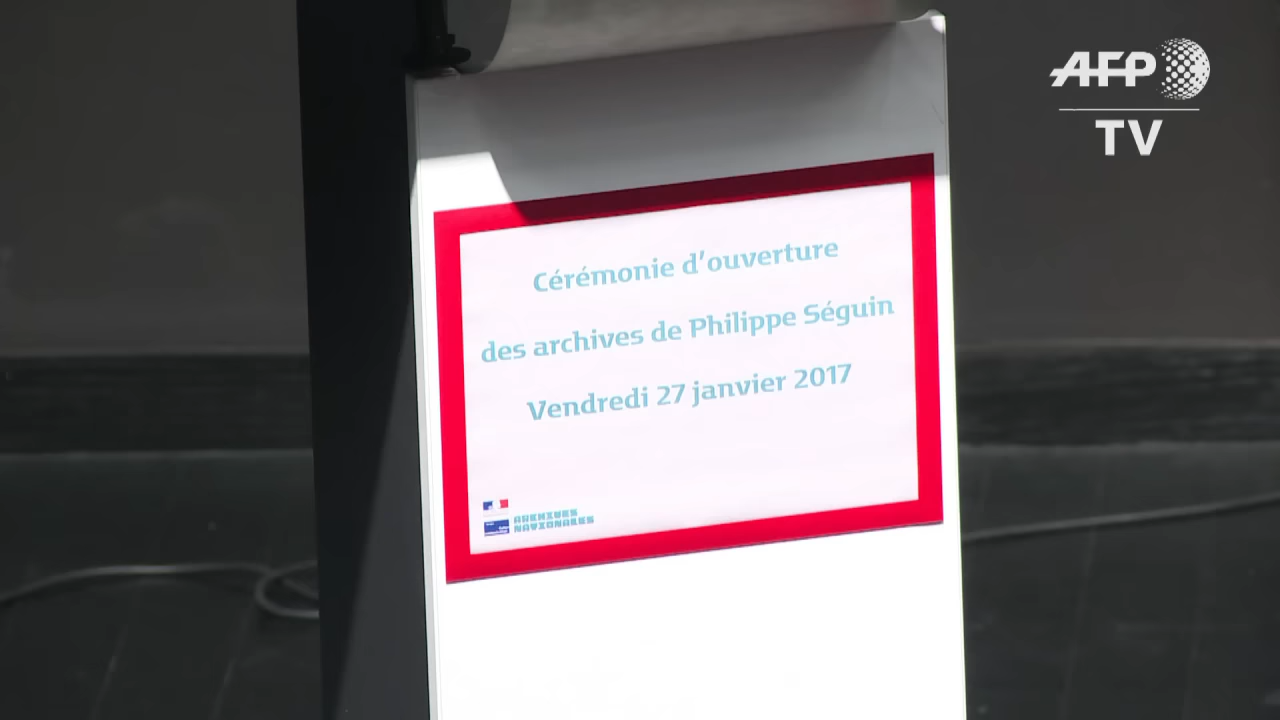 AFP
TV
Cérémonie d'ouverture
des archives de Philippe Séguin
Vendredi 27 janvier 2017
ARCHIVES
NATIONALES